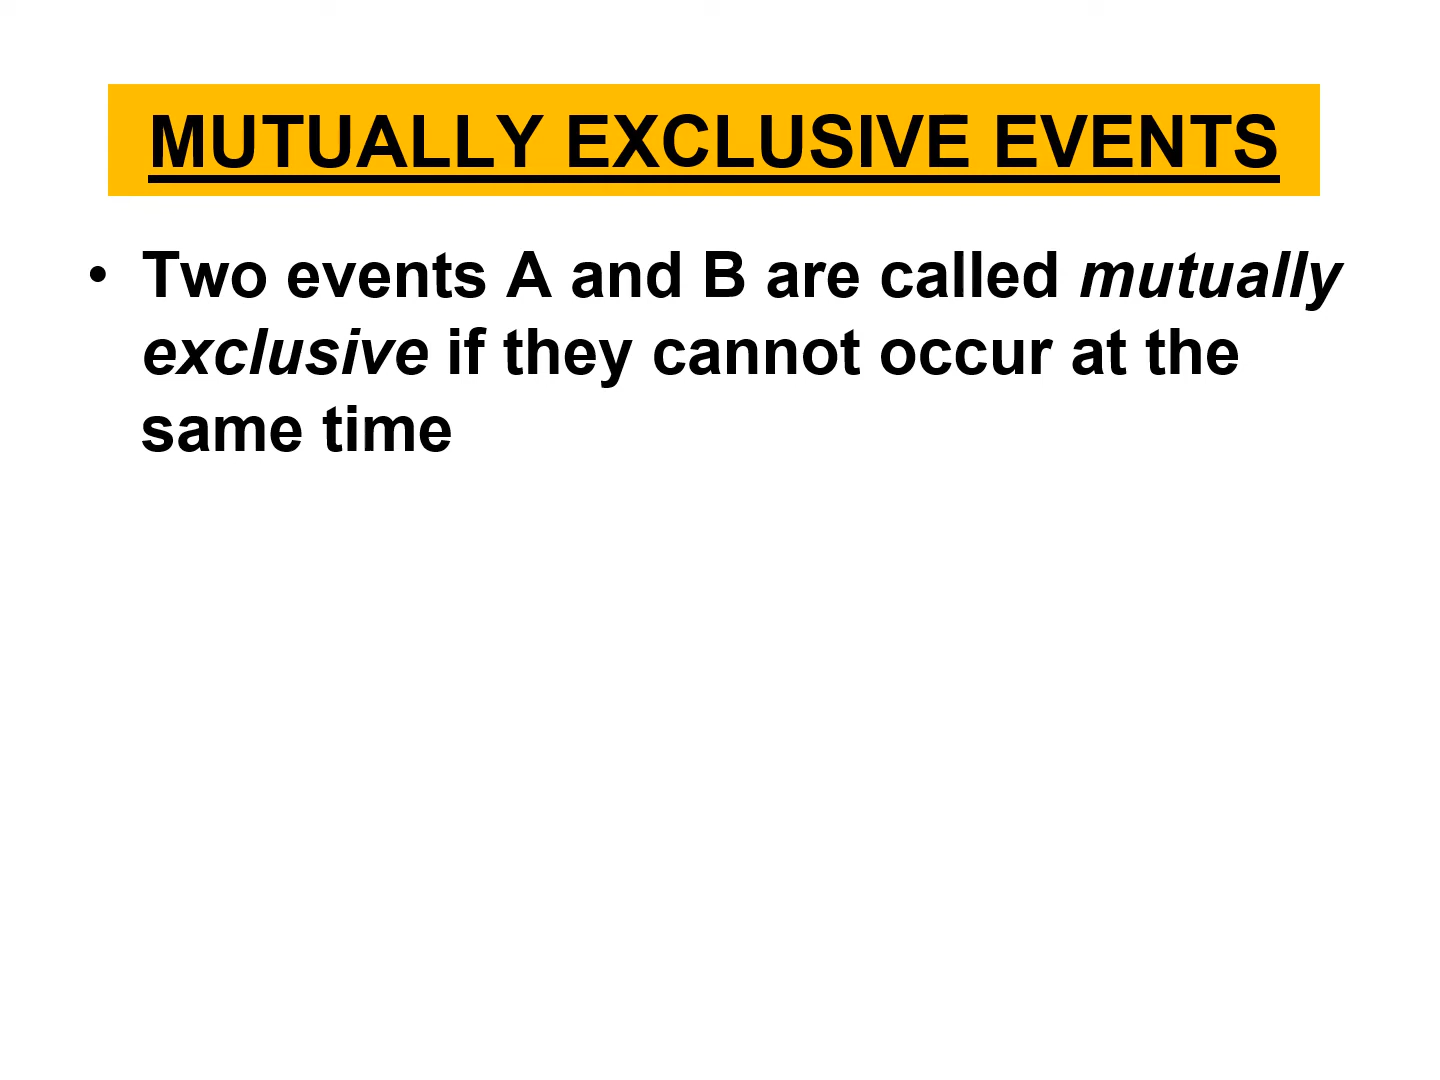 MUTUALLY EXCLUSIVE EVENTS
• Two events A and B are called mutually
exclusive if they cannot occur at the
same time